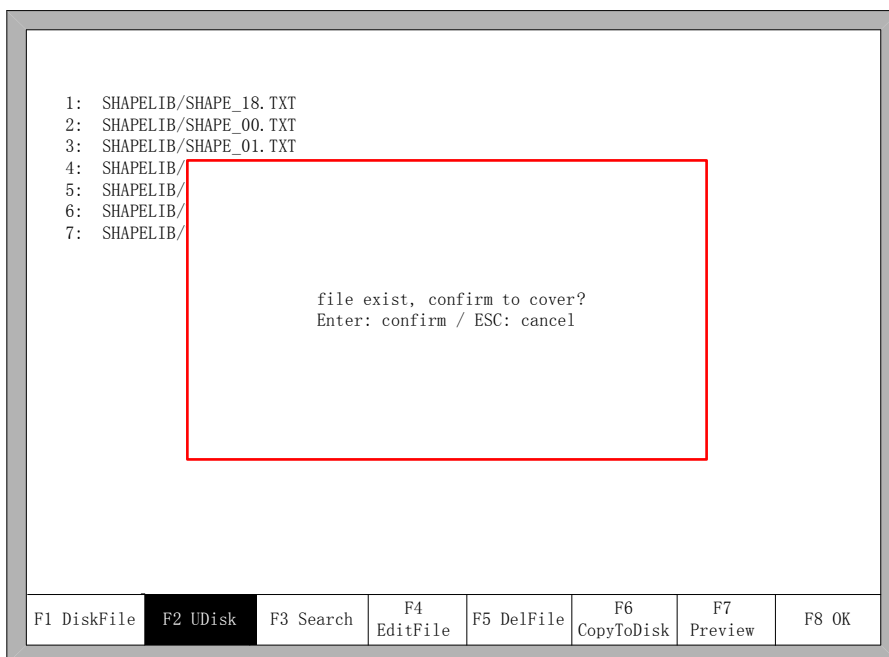 1: SHAPELIB/SHAPE_18.TXT
2: SHAPELIB/SHAPE_00.TXT
3: SHAPELIB/SHAPE_01.TXT
4: SHAPELIB/
5: SHAPELIB/
6: SHAPELIB/
7: SHAPELIB/
file exist, confirm to cover?
Enter: confirm / ESC: cancel
F1 DiskFile
F2 UDisk
F3 Search
F4
EditFile
F5 DelFile
F6
CopyToDisk
F7
Preview
F8 OK